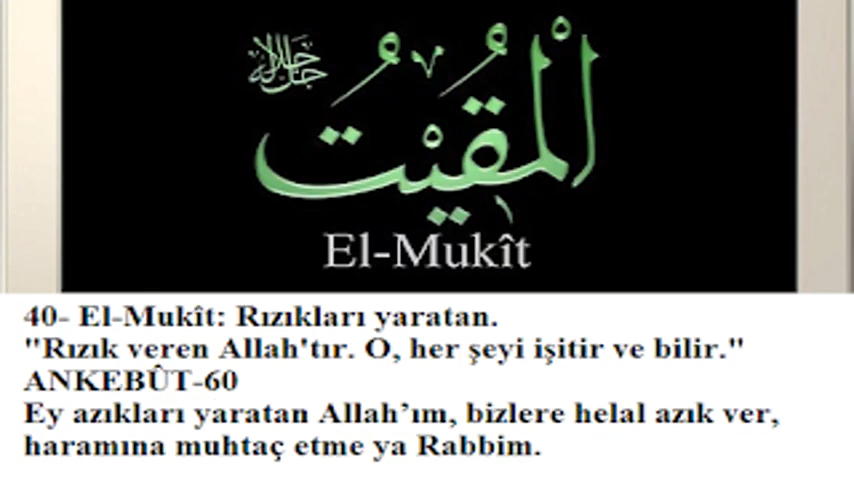 جل جلاله
الْمُقِيْتُ
El-Mukît
40- El-Mukît: Rızıkları yaratan.
"Rızık veren Allah'tır. O, her şeyi işitir ve bilir."
ANKEBÛT-60
Ey azıkları yaratan Allah’ım, bizlere helal azık ver,
haramına muhtaç etme ya Rabbim.